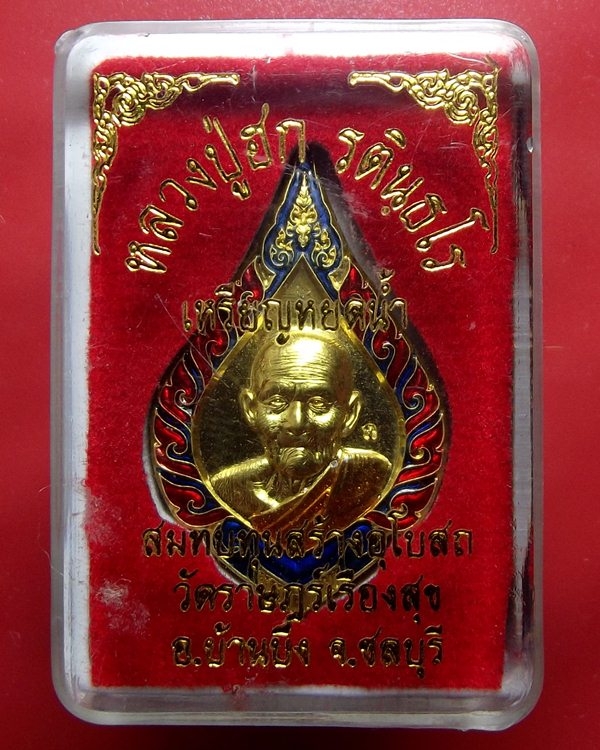 หลวงปู่ฮก รตินฺธโร
เหรียญหยดน้ำ
สมทบทุนสร้างอุโบสถ
วัดราษฎร์เรืองสุข
อ.บ้านบึง จ.ชลบุรี